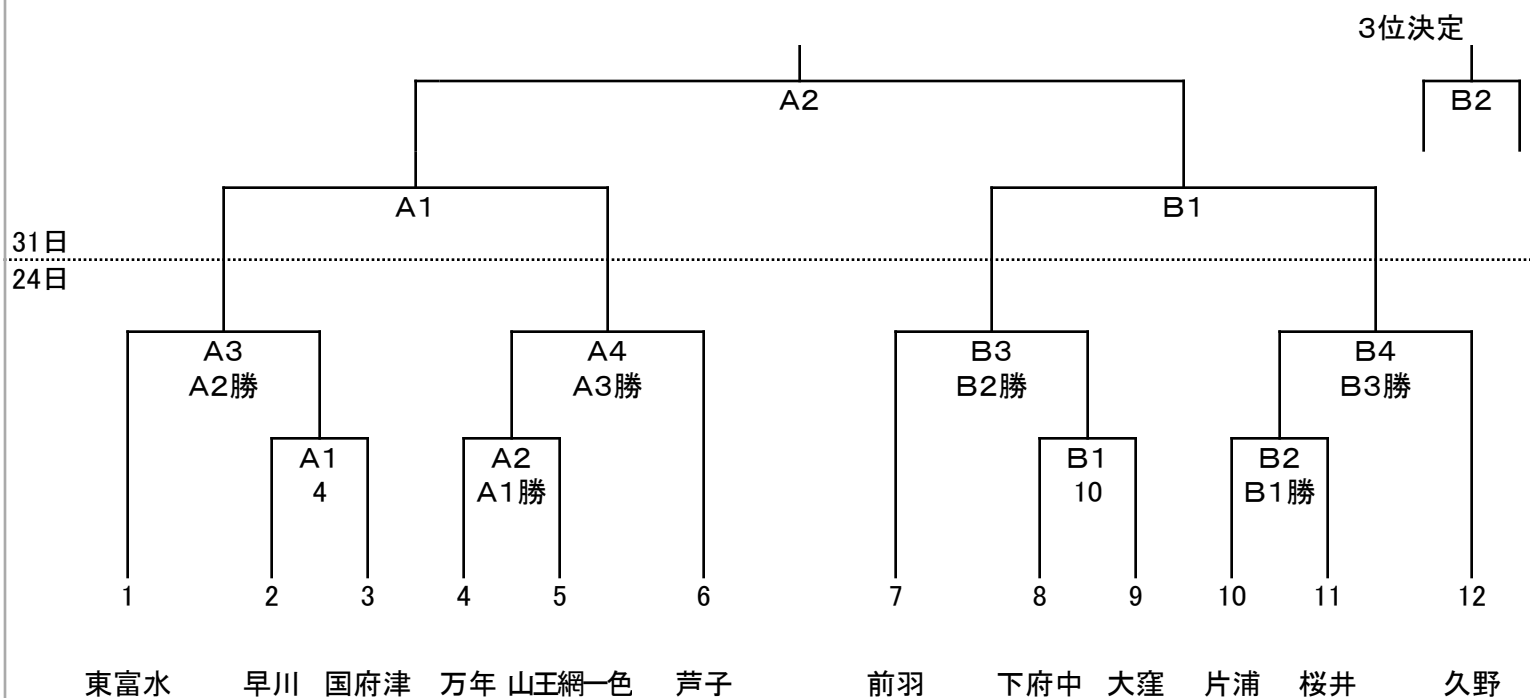 3位決定
A2
B2
A1
B1
31日
24日
A3
A4
B3
B4
A2勝
A3勝
B2勝
B3勝
A1
A2
B1
B2
4
A1勝
10
B1勝
1 2 3 4 5 6 7 8 9 10 11 12
東富水 早川 国府津 万年 山王網一色 芦子 前羽 下府中 大窪 片浦 桜井 久野